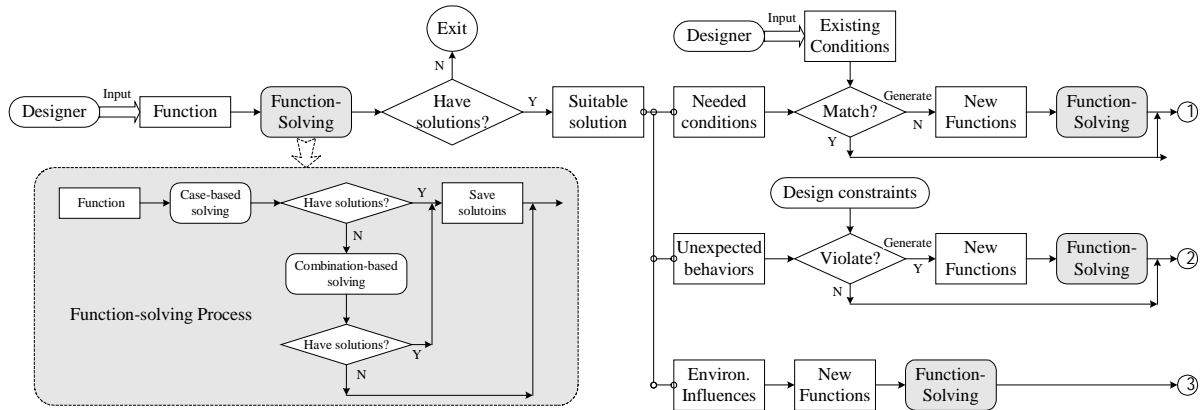 Exit
Designer
Input
Existing
Conditions
N
Designer
Input
Function
Function-
Solving
Have
solutions?
Y
Suitable
solution
Needed
conditions
Match?
Generate
N
Y
New
Functions
Function-
Solving
1
Function
Case-based
solving
Have solutions?
Y
Save
solutoins
N
Combination-based
solving
Function-solving Process
Have solutions?
Y
N
Design constraints
Unexpected
behaviors
Violate?
Generate
Y
N
New
Functions
Function-
Solving
2
Environ.
Influences
New
Functions
Function-
Solving
3